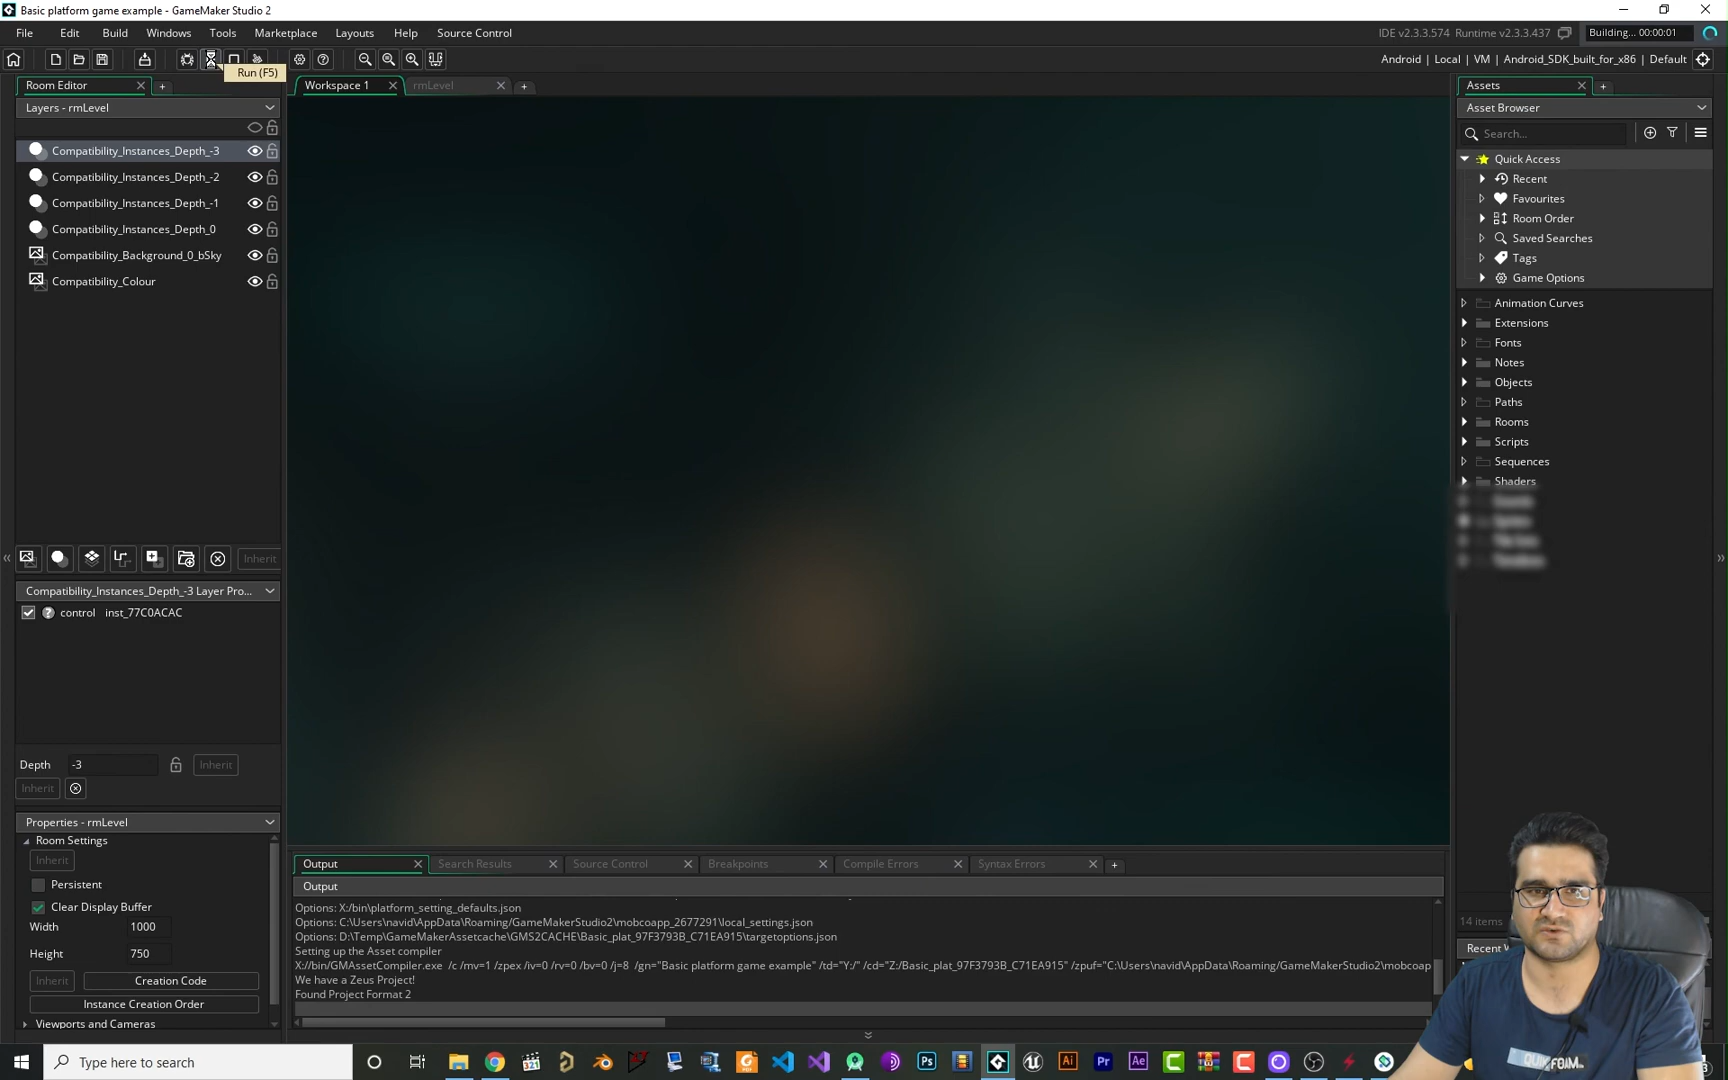 Basic platform game example - GameMaker Studio 2
File Edit Build Windows Tools Marketplace Layouts Help Source Control
IDE v2.3.3.574 Runtime v2.3.3.437 Building... 00:00:01
Run (F5)
Android | Local | VM | Android_SDK_built_for_x86 | Default
Room Editor
Workspace 1
rmLevel
Assets
Layers - rmLevel
Asset Browser
Search...
Compatibility_Instances_Depth_-3
Compatibility_Instances_Depth_-2
Compatibility_Instances_Depth_-1
Compatibility_Instances_Depth_0
Compatibility_Background_0_bSky
Compatibility_Colour
Quick Access
Recent
Favourites
Room Order
Saved Searches
Tags
Game Options
Animation Curves
Extensions
Fonts
Notes
Objects
Paths
Rooms
Scripts
Sequences
Shaders
14 items
Inherit
Compatibility_Instances_Depth_-3 Layer Pro...
control inst_77C0ACAC
Depth -3 Inherit
Inherit
Properties - rmLevel
Room Settings
Inherit
Persistent
Clear Display Buffer
Width 1000
Height 750
Inherit Creation Code
Instance Creation Order
Viewports and Cameras
Output Search Results Source Control Breakpoints Compile Errors Syntax Errors
Output
Options: X:/bin\platform_setting_defaults.json
Options: C:\Users\navid\AppData\Roaming/GameMakerStudio2\mobcoapp_2677291\local_settings.json
Options: D:\Temp\GameMakerAssetcache\GMS2CACHE\Basic_plat_97F3793B_C71EA915\targetoptions.json
Setting up the Asset compiler
X://bin/GMAssetCompiler.exe /c /mv=1 /zpex /iv=0 /rv=0 /bv=0 /j=8 /gn="Basic platform game example" /td="Y:/" /cd="Z:/Basic_plat_97F3793B_C71EA915" /zpuf="C:\Users\navid\AppData\Roaming/GameMakerStudio2\mobcoap
We have a Zeus Project!
Found Project Format 2
Recent W
Type here to search